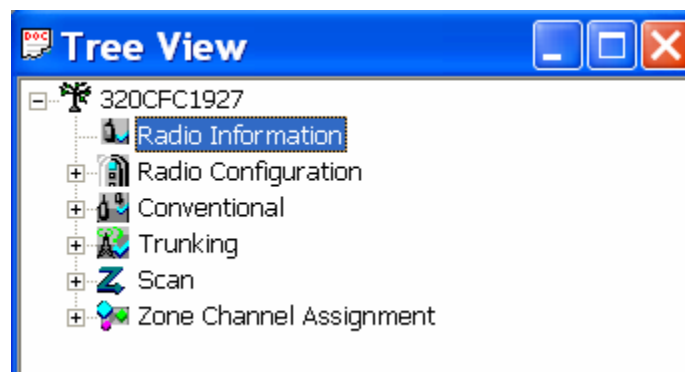 Tree View
320CFC1927
Radio Information
Radio Configuration
Conventional
Trunking
Scan
Zone Channel Assignment